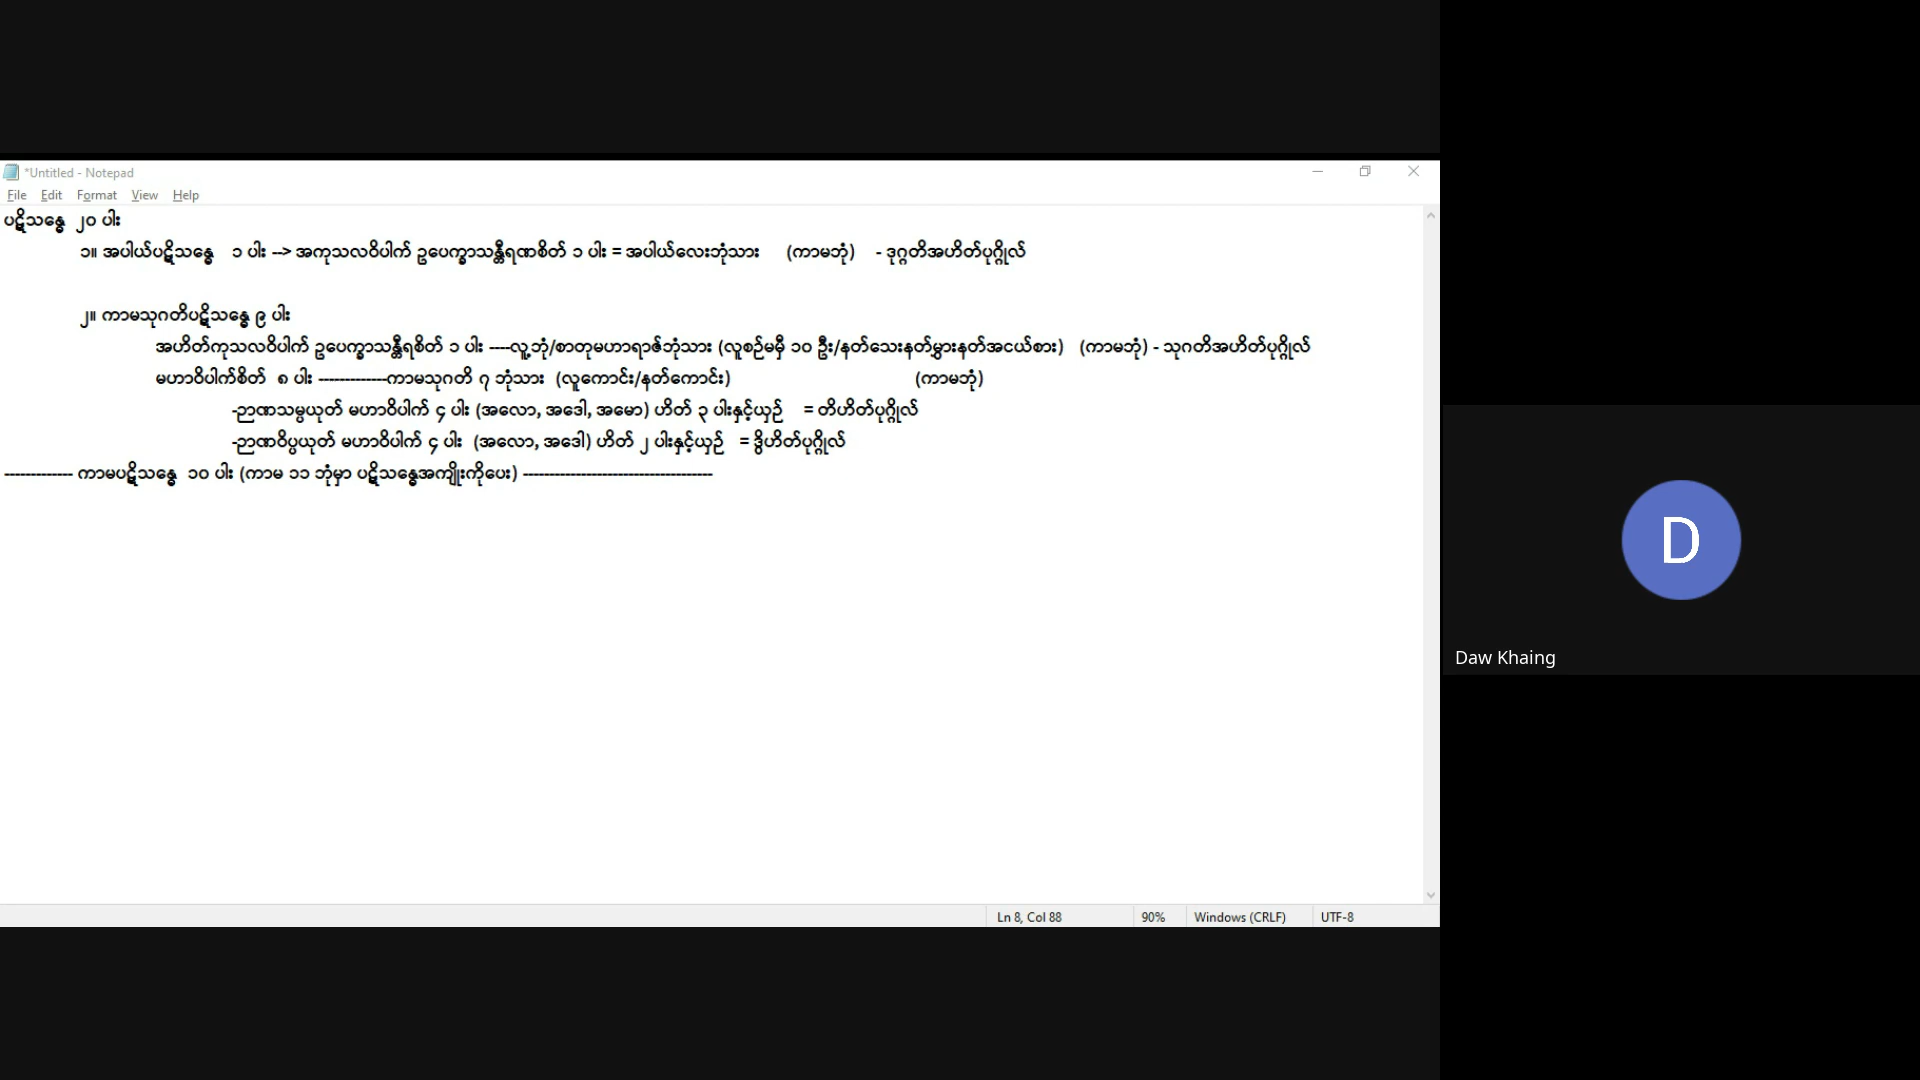 *Untitled - Notepad
File Edit Format View Help
ပဋိသန္ဓေ ၂၀ ပါး
၁။ အပါယ်ပဋိသန္ဓေ ၁ ပါး --> အကုသလဝိပါက် ဥပေက္ခာသန္တီရဏစိတ် ၁ ပါး = အပါယ်လေးဘုံသား (ကာမဘုံ) - ဒုဂ္ဂတိအဟိတ်ပုဂ္ဂိုလ်
၂။ ကာမသုဂတိပဋိသန္ဓေ ၉ ပါး
အဟိတ်ကုသလဝိပါက် ဥပေက္ခာသန္တီရစိတ် ၁ ပါး ----လူ့ဘုံ/စာတုမဟာရာဇ်ဘုံသား (လူစဉ်မမှီ ၁၀ ဦး/နတ်သေးနတ်မွှားနတ်အငယ်စား) (ကာမဘုံ) - သုဂတိအဟိတ်ပုဂ္ဂိုလ်
မဟာဝိပါက်စိတ် ၈ ပါး -------------ကာမသုဂတိ ၇ ဘုံသား (လူကောင်း/နတ်ကောင်း) (ကာမဘုံ)
-ဉာဏသမ္ပယုတ် မဟာဝိပါက် ၄ ပါး (အလော, အဒေါ, အမော) ဟိတ် ၃ ပါးနှင့်ယှဉ် = တိဟိတ်ပုဂ္ဂိုလ်
-ဉာဏဝိပ္ပယုတ် မဟာဝိပါက် ၄ ပါး (အလော, အဒေါ) ဟိတ် ၂ ပါးနှင့်ယှဉ် = ဒွိဟိတ်ပုဂ္ဂိုလ်
------------- ကာမပဋိသန္ဓေ ၁၀ ပါး (ကာမ ၁၁ ဘုံမှာ ပဋိသန္ဓေအကျိုးကိုပေး) ------------------------------------
Ln 8, Col 88 90% Windows (CRLF) UTF-8
D
Daw Khaing